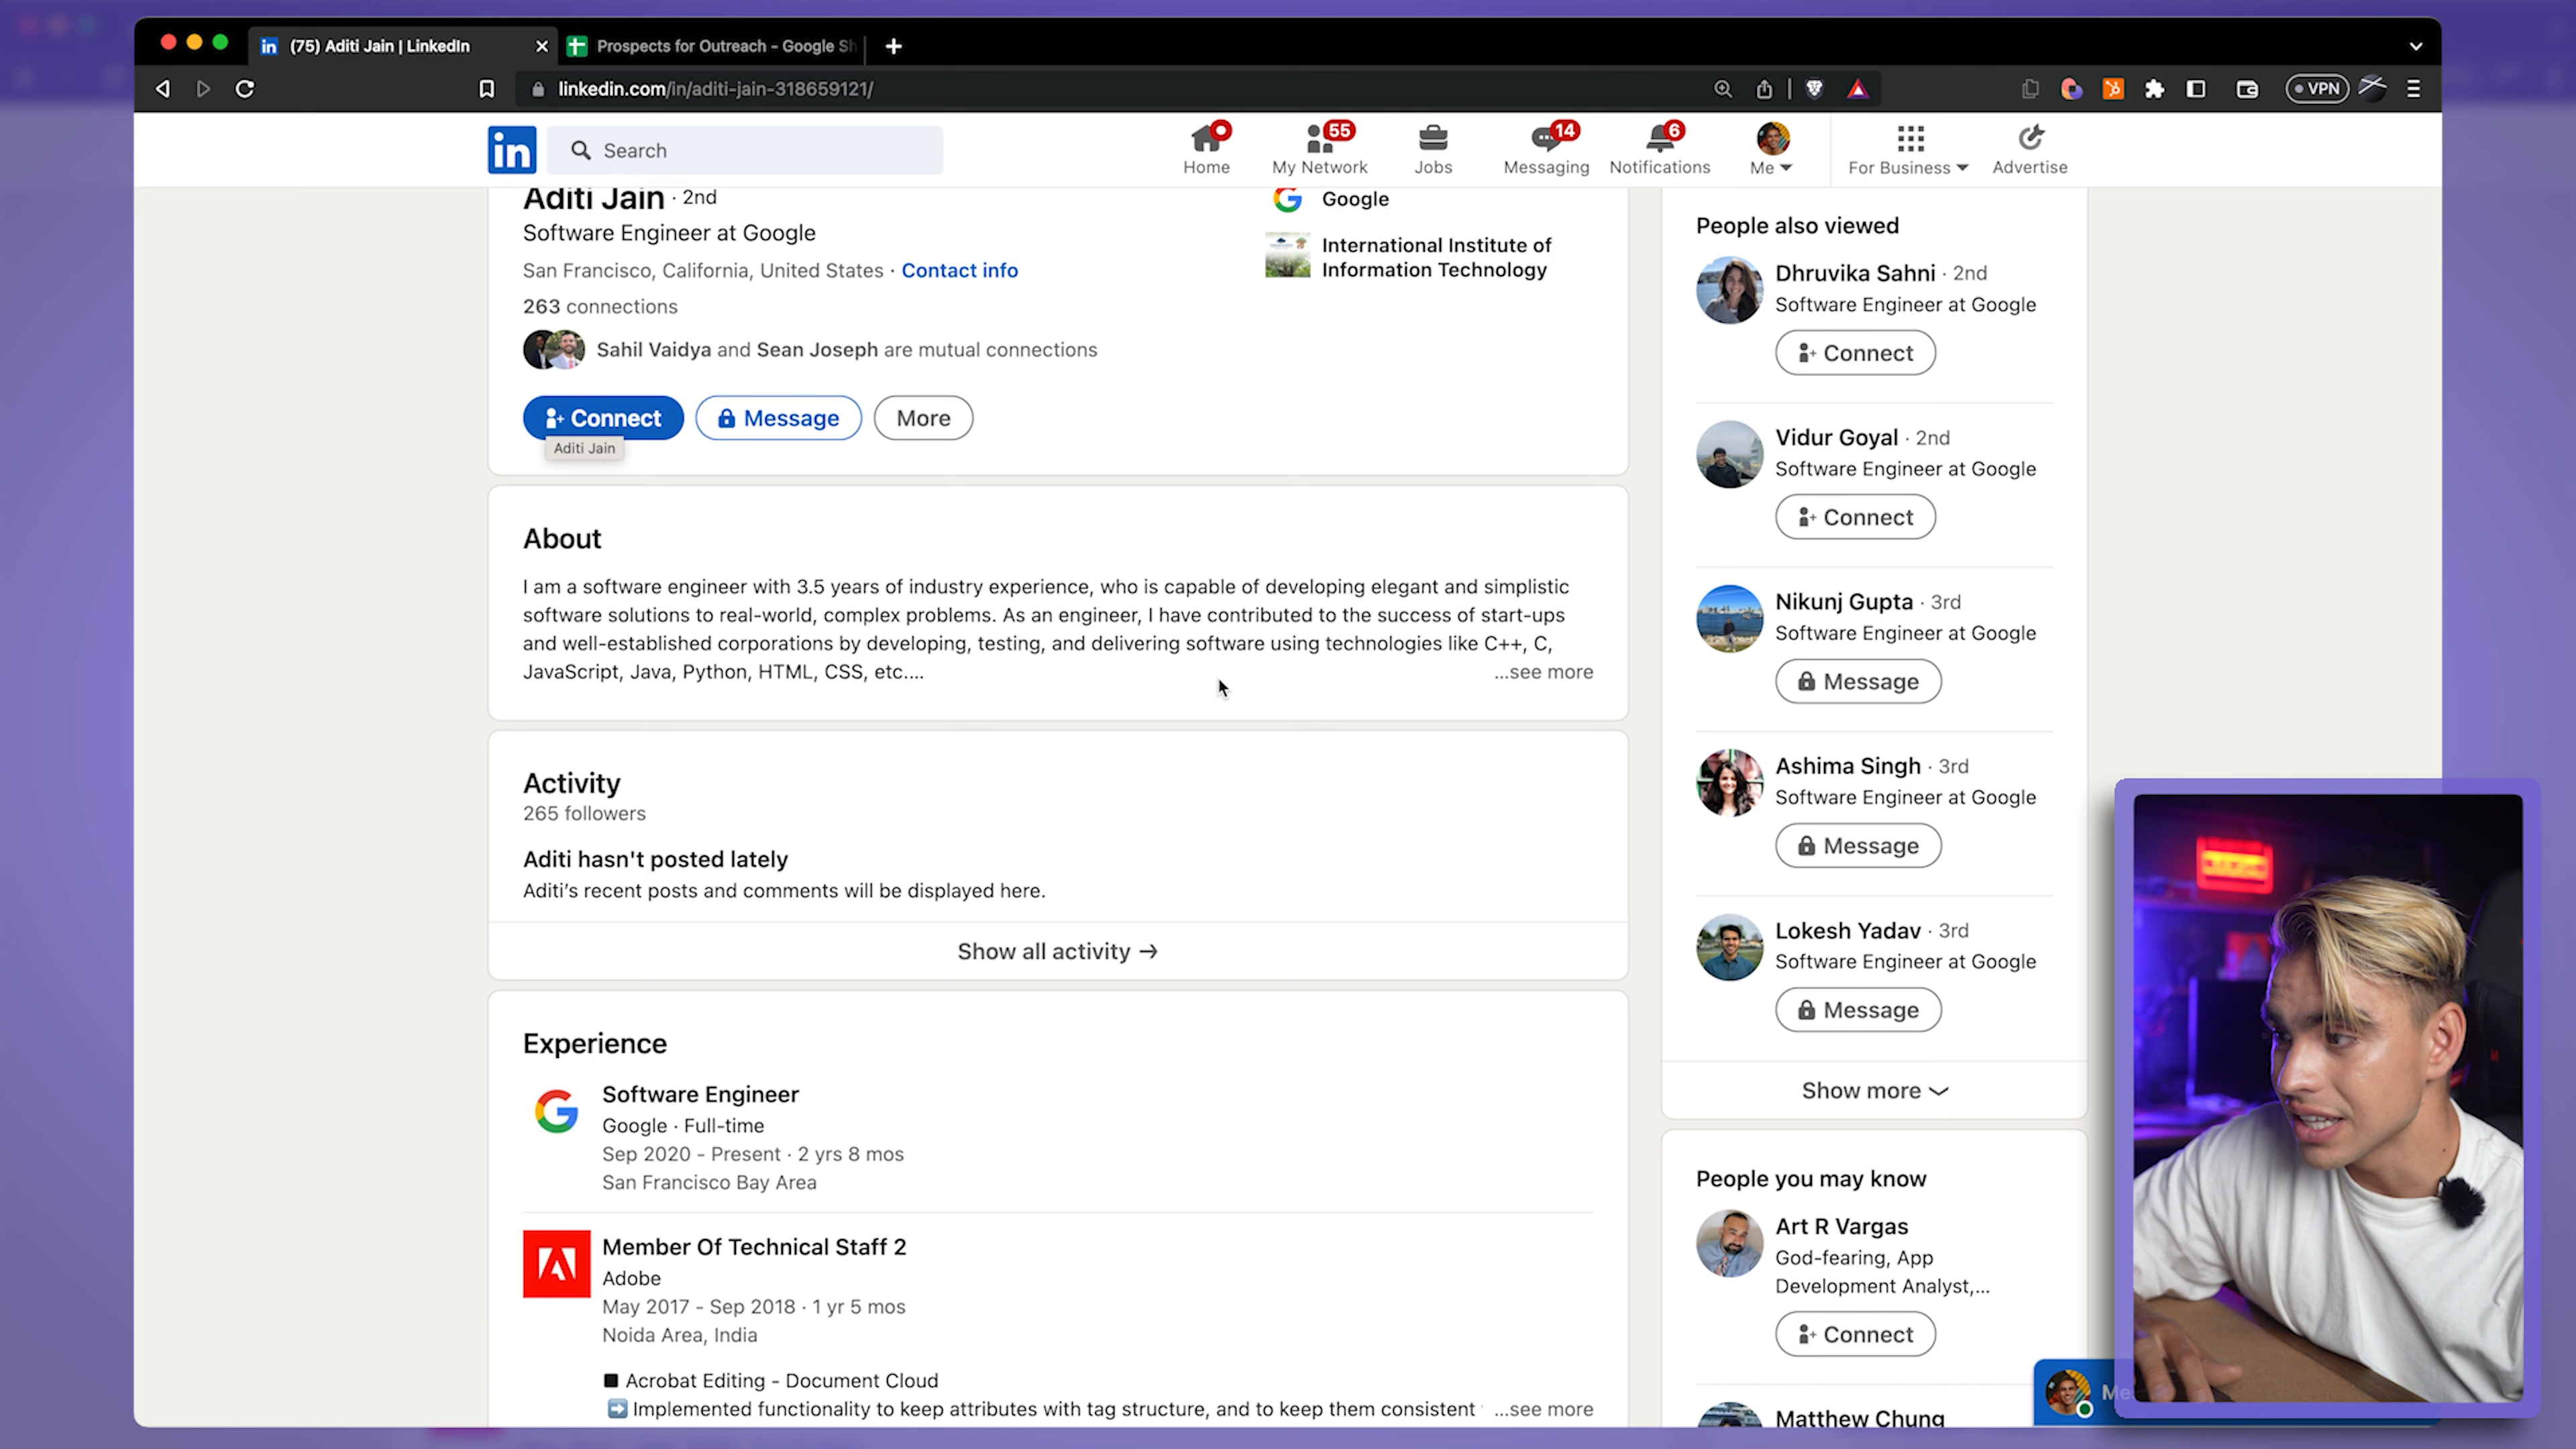 (75) Aditi Jain | LinkedIn
Prospects for Outreach - Google Sh
linkedin.com/in/aditi-jain-318659121/
VPN
in
Search
Home
55
My Network
Jobs
14
Messaging
6
Notifications
Me
For Business
Advertise
Aditi Jain · 2nd
Software Engineer at Google
San Francisco, California, United States · Contact info
263 connections
Sahil Vaidya and Sean Joseph are mutual connections
Connect
Message
More
Aditi Jain
Google
International Institute of
Information Technology
About
I am a software engineer with 3.5 years of industry experience, who is capable of developing elegant and simplistic
software solutions to real-world, complex problems. As an engineer, I have contributed to the success of start-ups
and well-established corporations by developing, testing, and delivering software using technologies like C++, C,
JavaScript, Java, Python, HTML, CSS, etc....
...see more
Activity
265 followers
Aditi hasn't posted lately
Aditi's recent posts and comments will be displayed here.
Show all activity →
Experience
Software Engineer
Google · Full-time
Sep 2020 - Present · 2 yrs 8 mos
San Francisco Bay Area
Member Of Technical Staff 2
Adobe
May 2017 - Sep 2018 · 1 yr 5 mos
Noida Area, India
■ Acrobat Editing - Document Cloud
➡ Implemented functionality to keep attributes with tag structure, and to keep them consistent
...see more
People also viewed
Dhruvika Sahni · 2nd
Software Engineer at Google
Connect
Vidur Goyal · 2nd
Software Engineer at Google
Connect
Nikunj Gupta · 3rd
Software Engineer at Google
Message
Ashima Singh · 3rd
Software Engineer at Google
Message
Lokesh Yadav · 3rd
Software Engineer at Google
Message
Show more
People you may know
Art R Vargas
God-fearing, App
Development Analyst,...
Connect
Matthew Chung